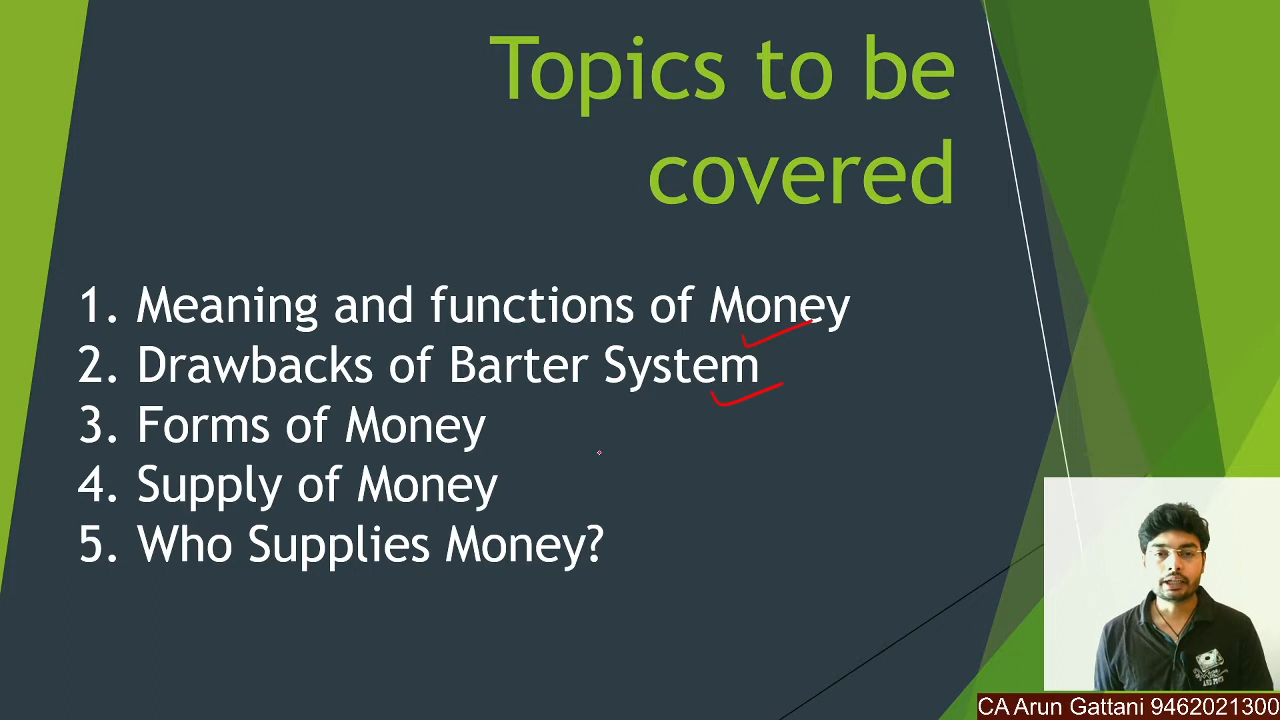 Topics to be
covered
1. Meaning and functions of Money
2. Drawbacks of Barter System
3. Forms of Money
4. Supply of Money
5. Who Supplies Money?
CA Arun Gattani 9462021300